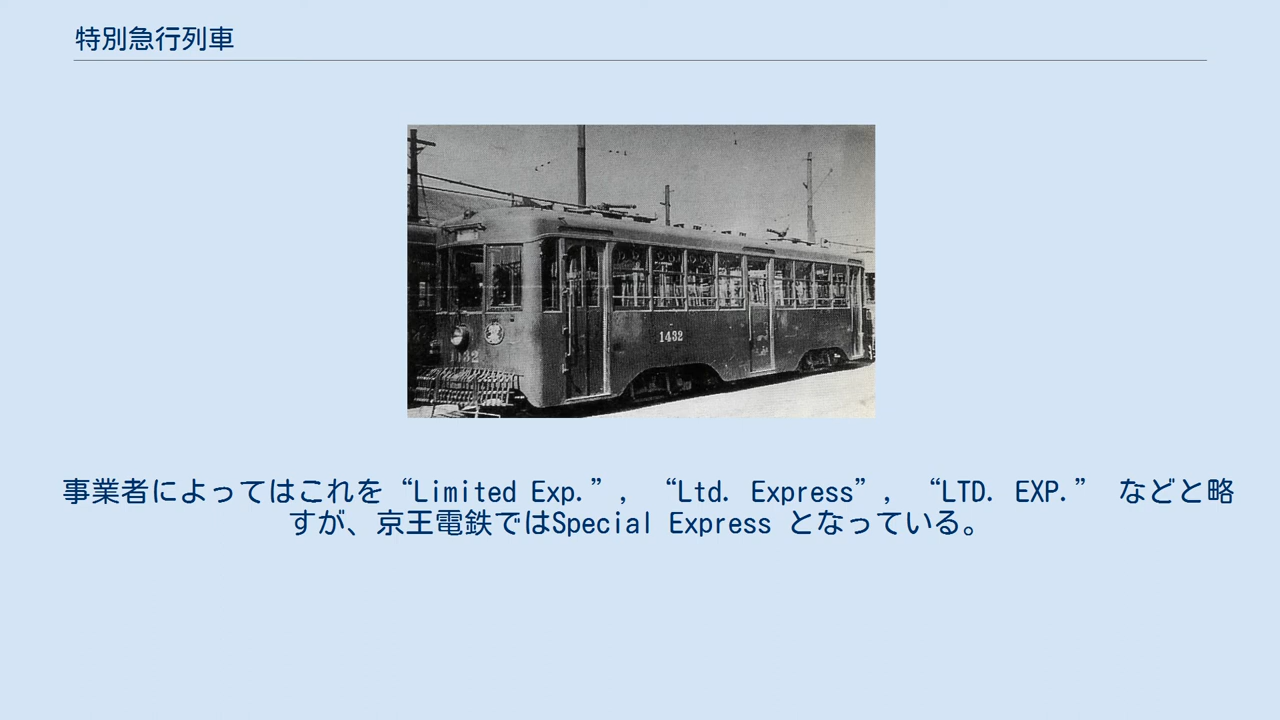 特別急行列車
1432
1432
事業者によってはこれを“Limited Exp.”, “Ltd. Express”, “LTD. EXP.” などと略
すが、京王電鉄ではSpecial Express となっている。